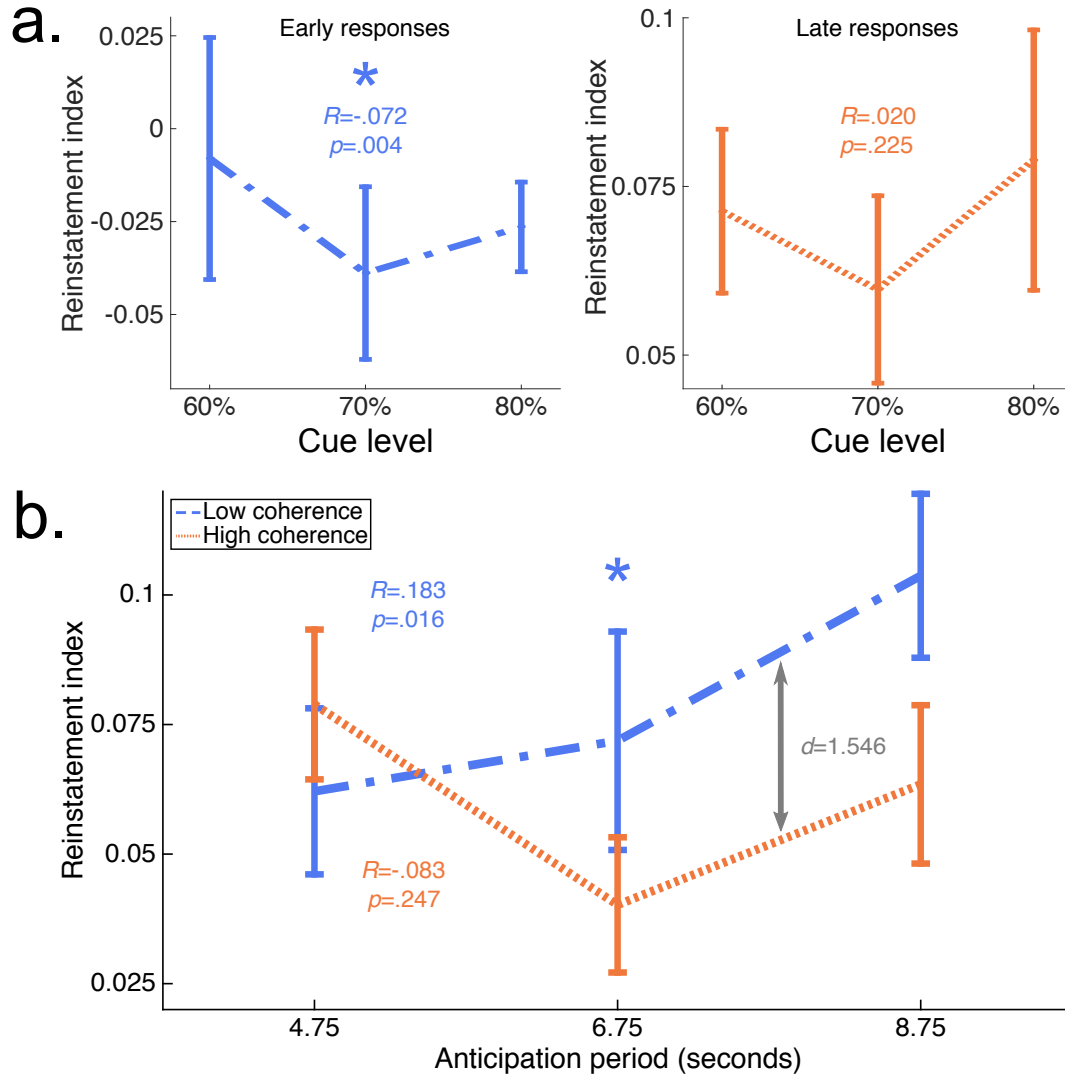 a.
Early responses
Reinstatement index
0.025
0
-0.025
-0.05
*
R=-.072
p=.004
60%
70%
80%
Cue level
Late responses
Reinstatement index
0.1
0.075
0.05
R=.020
p=.225
60%
70%
80%
Cue level
b.
Low coherence
High coherence
Reinstatement index
0.1
0.075
0.05
0.025
R=.183
p=.016
*
d=1.546
R=-.083
p=.247
4.75
6.75
8.75
Anticipation period (seconds)